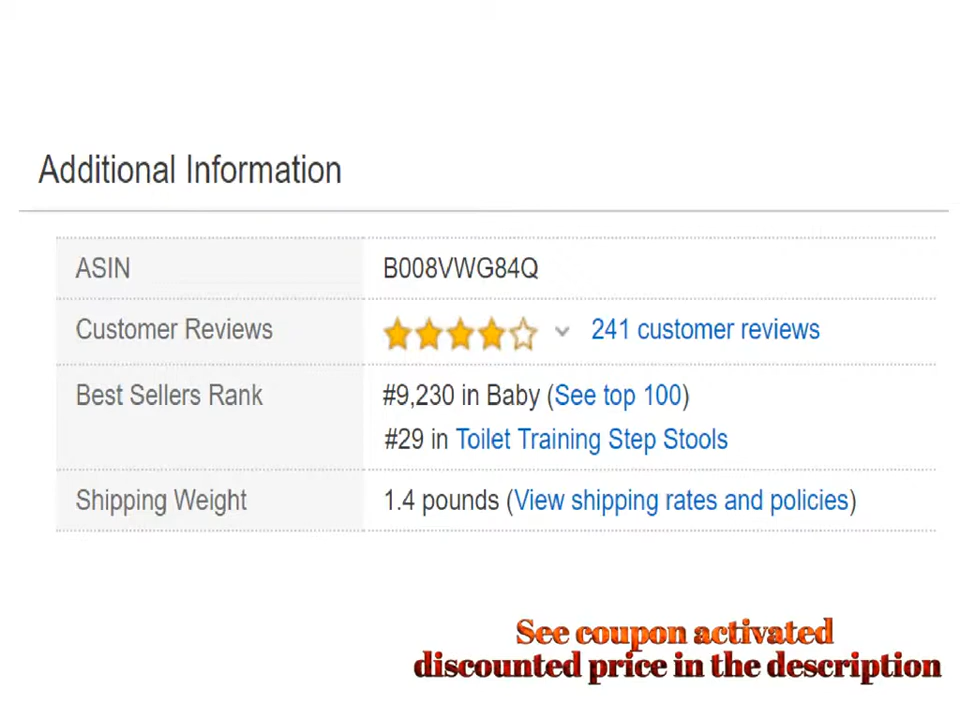 Additional Information
ASIN B008VWG84Q
Customer Reviews 241 customer reviews
Best Sellers Rank #9,230 in Baby (See top 100)
#29 in Toilet Training Step Stools
Shipping Weight 1.4 pounds (View shipping rates and policies)
See coupon activated
discounted price in the description